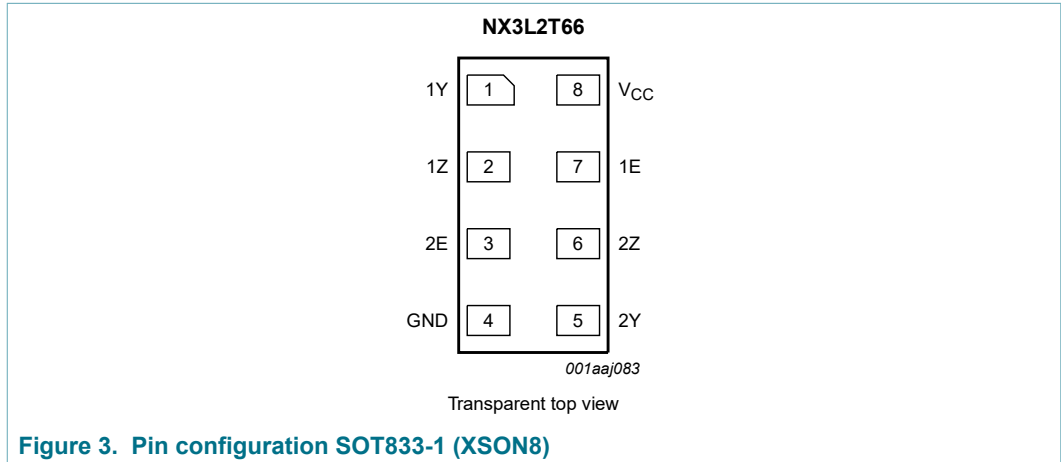 NX3L2T66
1Y 1 8 VCC
1Z 2 7 1E
2E 3 6 2Z
GND 4 5 2Y
001aaj083
Transparent top view
Figure 3. Pin configuration SOT833-1 (XSON8)